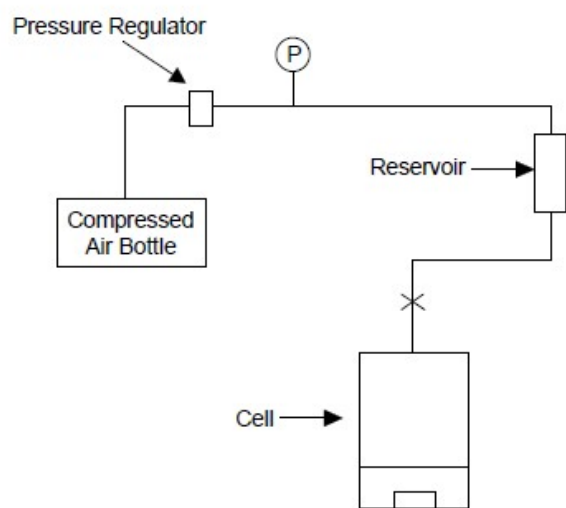 Pressure Regulator
P
Reservoir
Compressed
Air Bottle
Cell